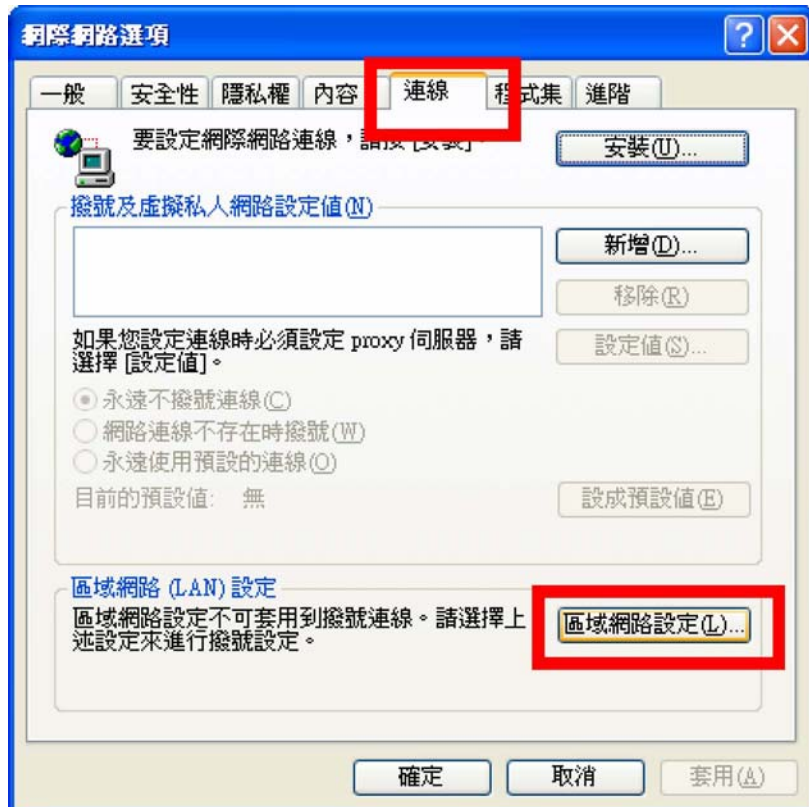 網際網路選項
一般 安全性 隱私權 內容 連線 程式集 進階
要設定網際網路連線，請按 [安裝]。
安裝(U)...
撥號及虛擬私人網路設定值(N)
新增(D)...
移除(R)
如果您設定連線時必須設定 proxy 伺服器，請
選擇 [設定值]。
設定值(S)...
永遠不撥號連線(C)
網路連線不存在時撥號(W)
永遠使用預設的連線(O)
目前的預設值: 無
設成預設值(E)
區域網路 (LAN) 設定
區域網路設定不可套用到撥號連線。請選擇上
述設定來進行撥號設定。
區域網路設定(L)...
確定 取消 套用(A)